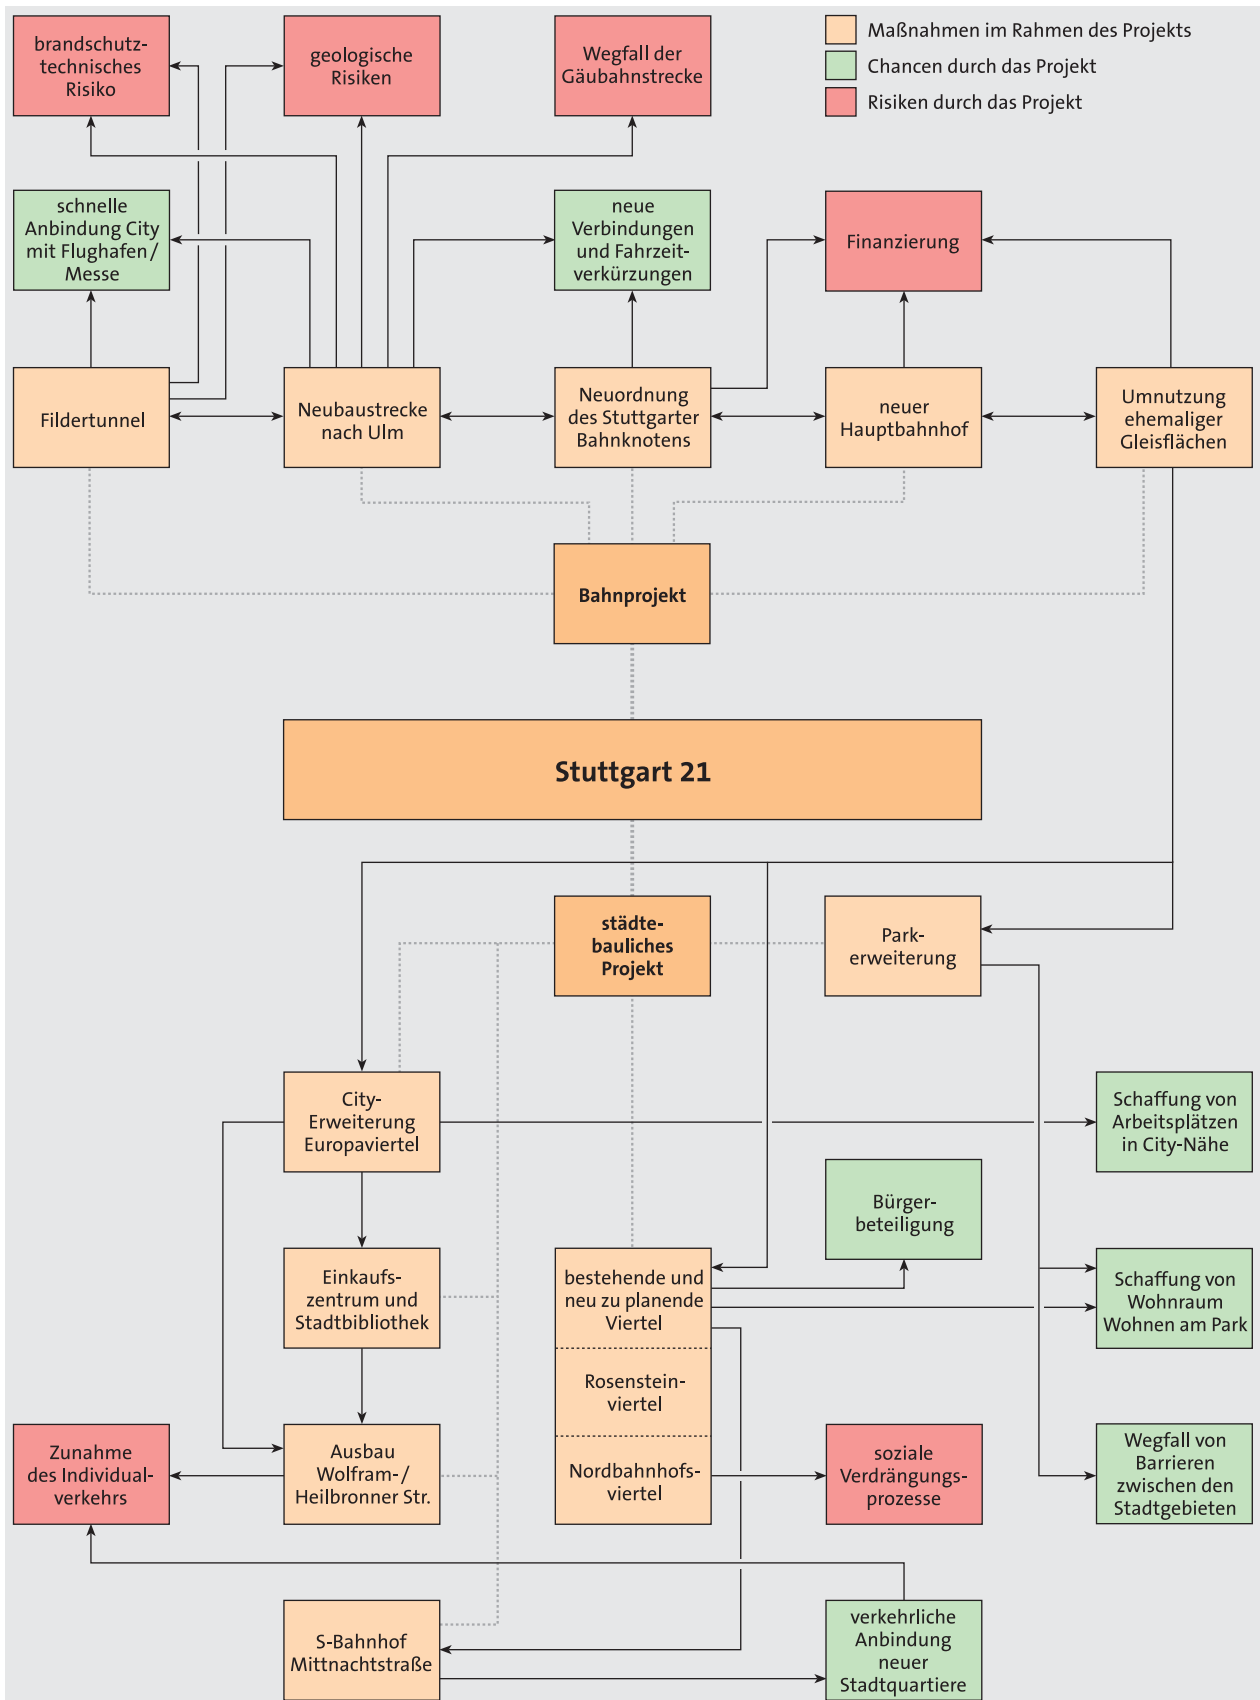 brandschutz-
technisches
Risiko
geologische
Risiken
Wegfall der
Gäubahnstrecke
Maßnahmen im Rahmen des Projekts
Chancen durch das Projekt
Risiken durch das Projekt
schnelle
Anbindung City
mit Flughafen/
Messe
neue
Verbindungen
und Fahrzeit-
verkürzungen
Finanzierung
Fildertunnel
Neubaustrecke
nach Ulm
Neuordnung
des Stuttgarter
Bahnknotens
neuer
Hauptbahnhof
Umnutzung
ehemaliger
Gleisflächen
Bahnprojekt
Stuttgart 21
städte-
bauliches
Projekt
Park-
erweiterung
City-
Erweiterung
Europaviertel
Schaffung von
Arbeitsplätzen
in City-Nähe
Bürger-
beteiligung
Einkaufs-
zentrum und
Stadtbibliothek
bestehende und
neu zu planende
Viertel
Schaffung von
Wohnraum
Wohnen am Park
Rosenstein-
viertel
Zunahme
des Individual-
verkehrs
Ausbau
Wolfram-/
Heilbronner Str.
Nordbahnhofs-
viertel
soziale
Verdrängungs-
prozesse
Wegfall von
Barrieren
zwischen den
Stadtgebieten
S-Bahnhof
Mittnachtstraße
verkehrliche
Anbindung
neuer
Stadtquartiere